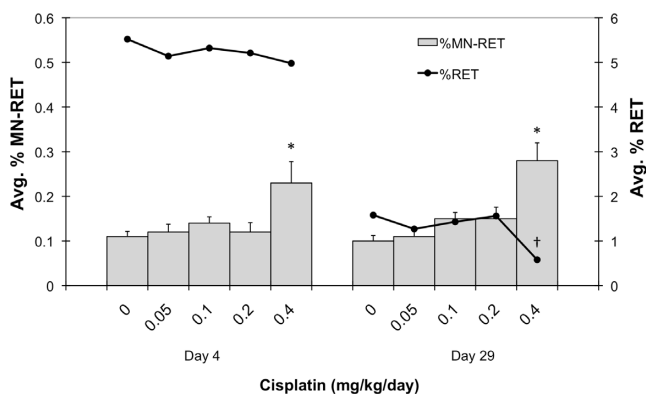 Avg. % MN-RET
0.6
0.5
0.4
0.3
0.2
0.1
0
%MN-RET
%RET
*
*
†
6
5
4
3
2
1
0
Avg. % RET
0 0.05 0.1 0.2 0.4 0 0.05 0.1 0.2 0.4
Day 4 Day 29
Cisplatin (mg/kg/day)